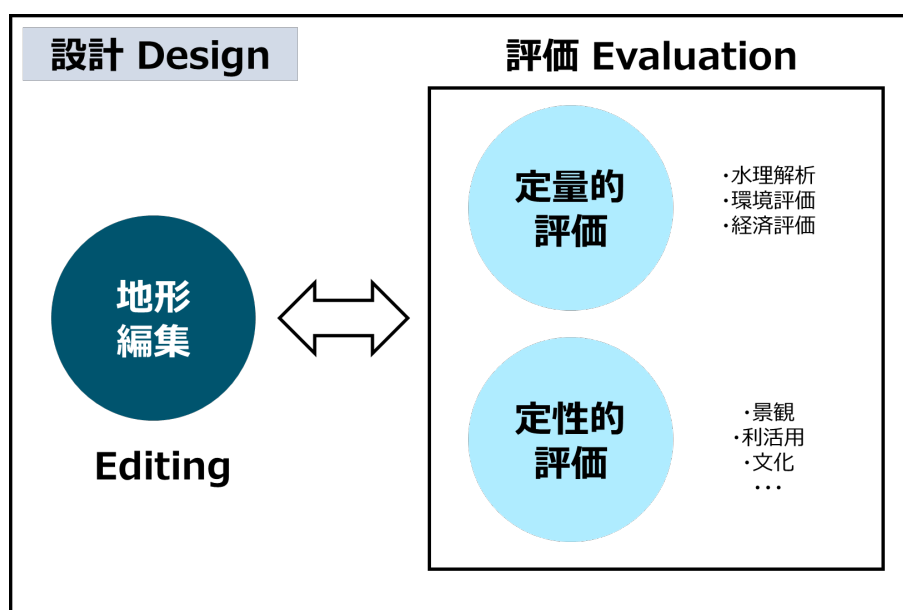 設計 Design
評価 Evaluation
地形
編集
Editing
定量的
評価
・水理解析
・環境評価
・経済評価
定性的
評価
・景観
・利活用
・文化
・・・